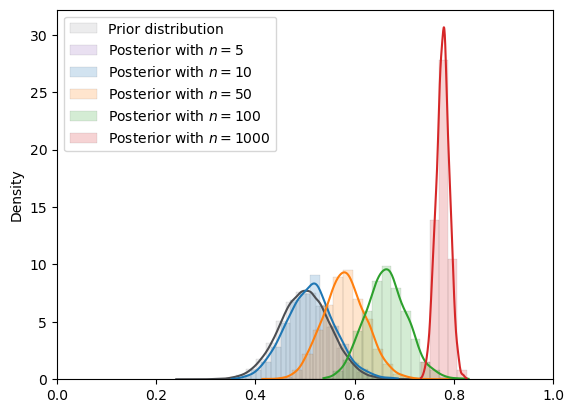 Prior distribution
Posterior with n = 5
Posterior with n = 10
Posterior with n = 50
Posterior with n = 100
Posterior with n = 1000
Density
30
25
20
15
10
5
0
0.0 0.2 0.4 0.6 0.8 1.0